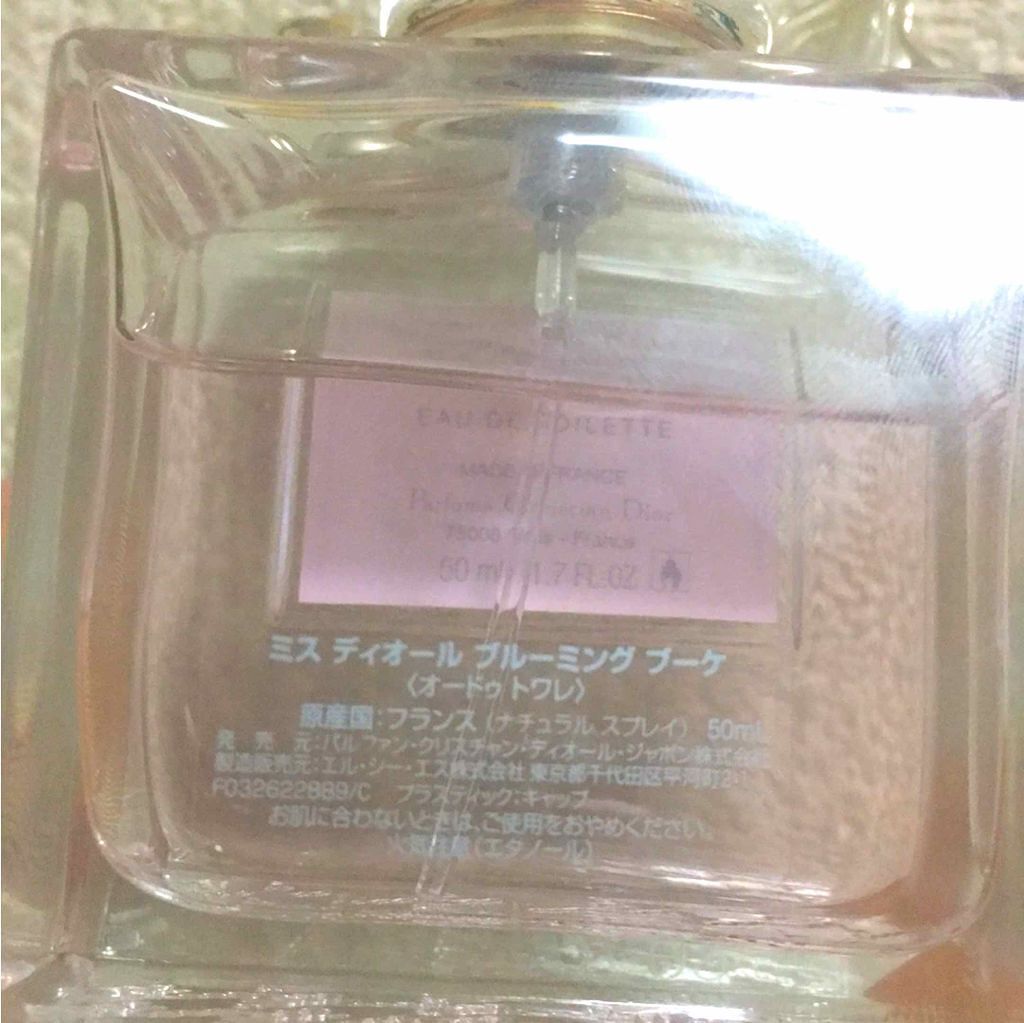 EAU DE TOILETTE
MADE IN FRANCE
Parfums Christian Dior
75008 Paris - France
50 ml 1.7 FL.OZ
ミス ディオール ブルーミング ブーケ
〈オードゥ トワレ〉
原産国:フランス (ナチュラル スプレイ) 50mL
発 売 元:パルファン・クリスチャン・ディオール・ジャポン株式会社
製造販売元:エル・シー・エス株式会社 東京都千代田区平河町2-
F032622889/C プラスティック:キャップ
お肌に合わないときは、ご使用をおやめください。
火気注意(エタノール)